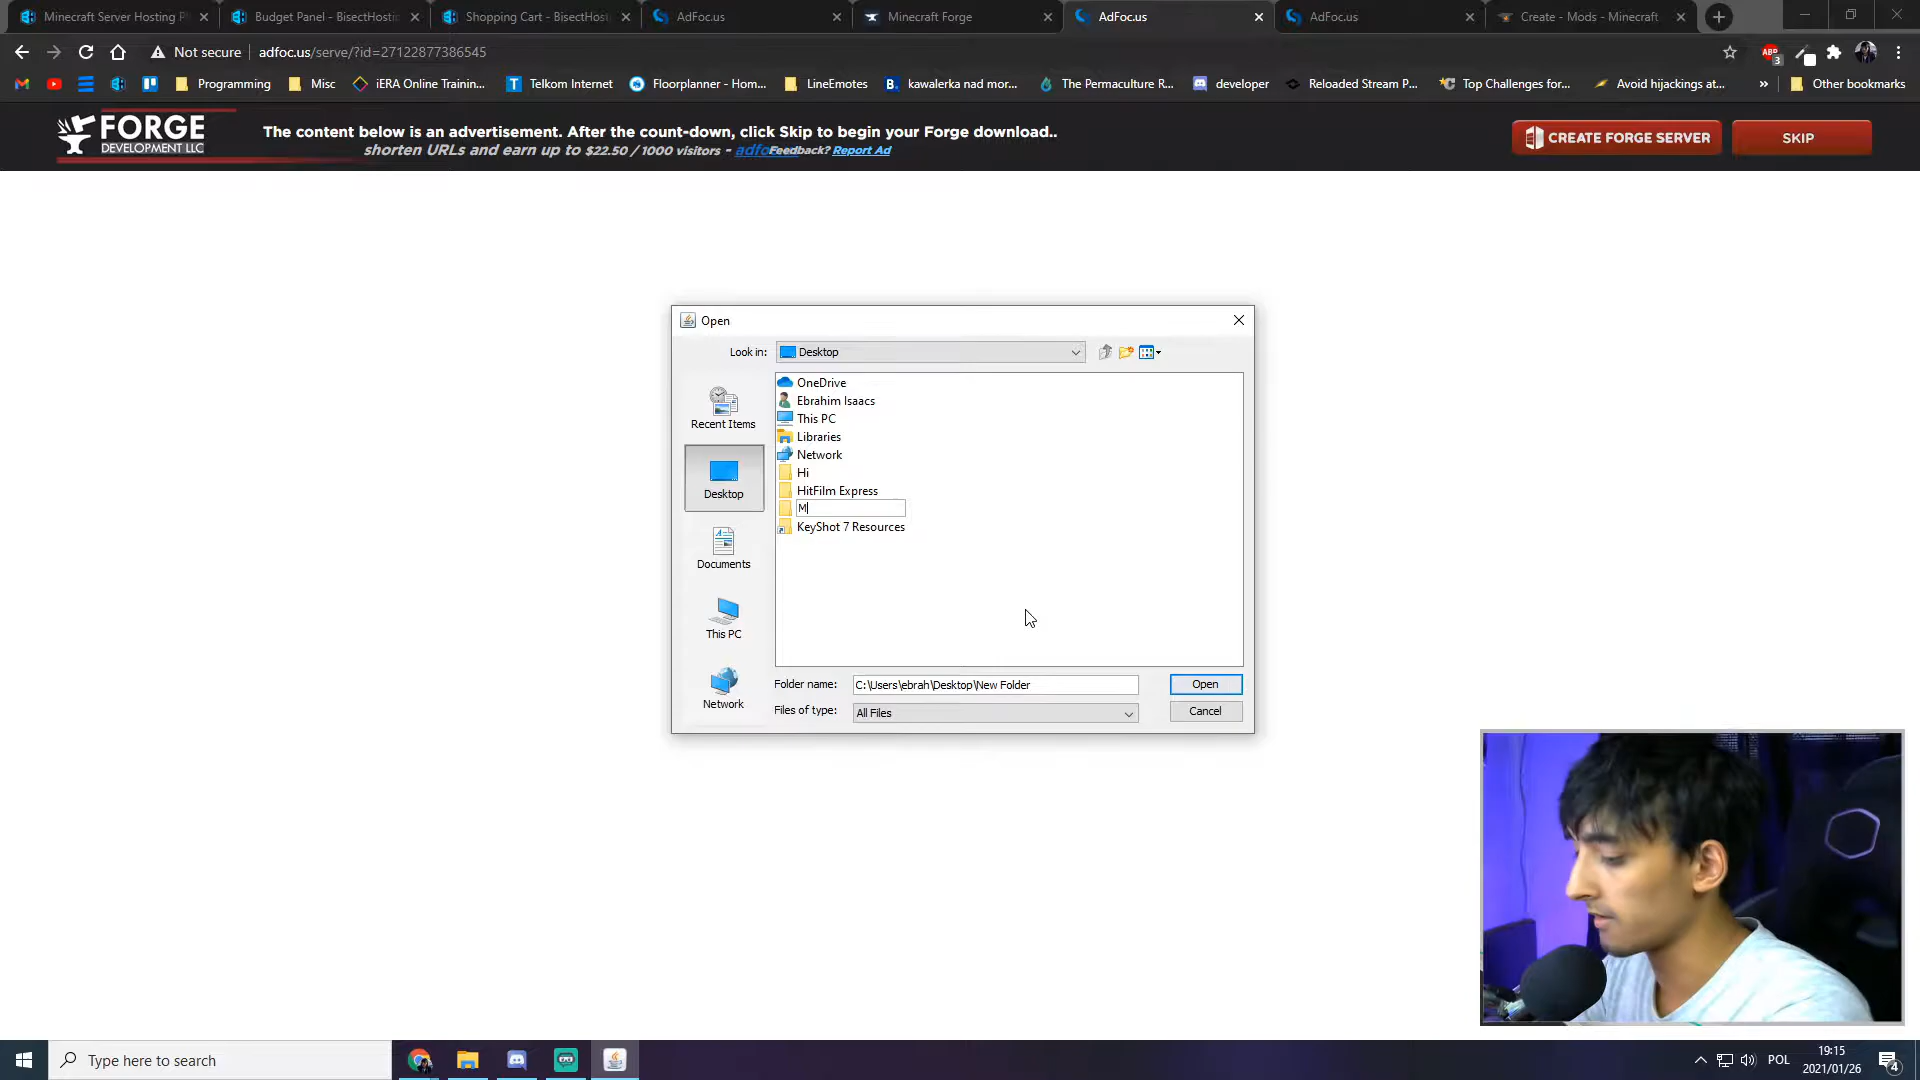 Minecraft Server Hosting P
Budget Panel - BisectHostin
Shopping Cart - BisectHosti
AdFoc.us
Minecraft Forge
AdFoc.us
AdFoc.us
Create - Mods - Minecraft
Not secure
adfoc.us/serve/?id=27122877386545
ABP
3
Programming
Misc
iERA Online Trainin...
Telkom Internet
Floorplanner - Hom...
LineEmotes
kawalerka nad mor...
The Permaculture R...
developer
Reloaded Stream P...
Top Challenges for...
Avoid hijackings at...
»
Other bookmarks
FORGE
DEVELOPMENT LLC
The content below is an advertisement. After the count-down, click Skip to begin your Forge download..
shorten URLs and earn up to $22.50 / 1000 visitors - adfo Feedback? Report Ad
CREATE FORGE SERVER
SKIP
Open
Look in:
Desktop
Recent Items
Desktop
Documents
This PC
Network
OneDrive
Ebrahim Isaacs
This PC
Libraries
Network
Hi
HitFilm Express
M
KeyShot 7 Resources
Folder name:
C:\Users\ebrah\Desktop\New Folder
Open
Files of type:
All Files
Cancel
Type here to search
POL
19:15
2021/01/26
4